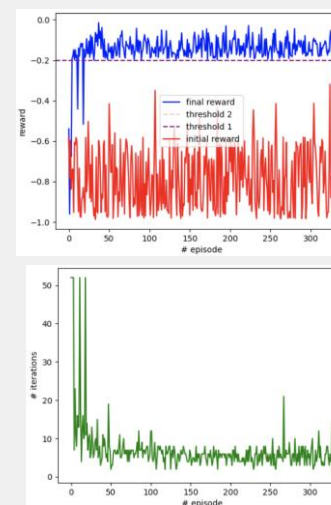 0.0
−0.2
−0.4
−0.6
−0.8
−1.0
reward
final reward
threshold 2
threshold 1
initial reward
0 50 100 150 200 250 300
# episode
50
40
30
20
10
0
# iterations
0 50 100 150 200 250 300
# episode